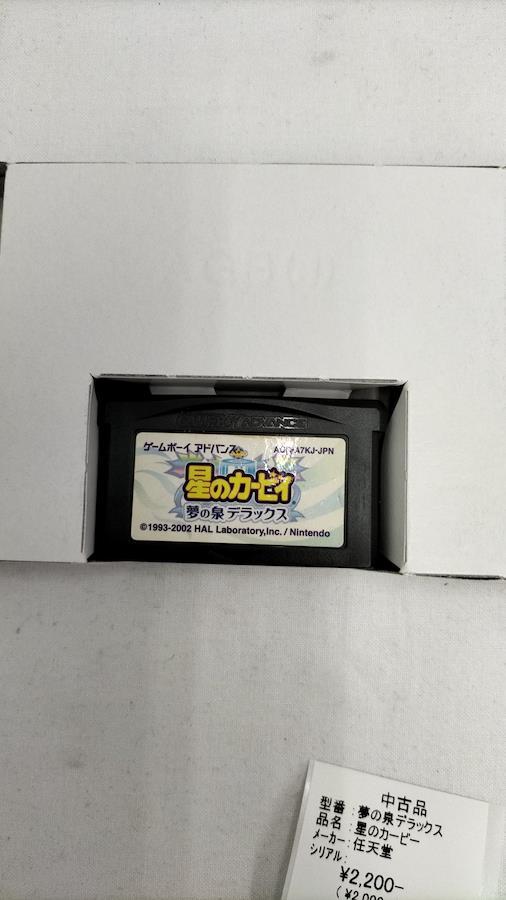 GAME BOY ADVANCE
ゲームボーイ アドバンス
AGB-A7KJ-JPN
星のカービィ
夢の泉デラックス
©1993-2002 HAL Laboratory,Inc. / Nintendo
中古品
型番 : 夢の泉デラックス
品名 : 星のカービー
メーカー : 任天堂
シリアル:
¥2,200-